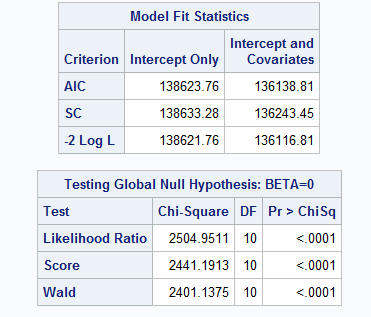 Model Fit Statistics
Criterion Intercept Only Intercept and
Covariates
AIC 138623.76 136138.81
SC 138633.28 136243.45
-2 Log L 138621.76 136116.81
Testing Global Null Hypothesis: BETA=0
Test Chi-Square DF Pr > ChiSq
Likelihood Ratio 2504.9511 10 <.0001
Score 2441.1913 10 <.0001
Wald 2401.1375 10 <.0001